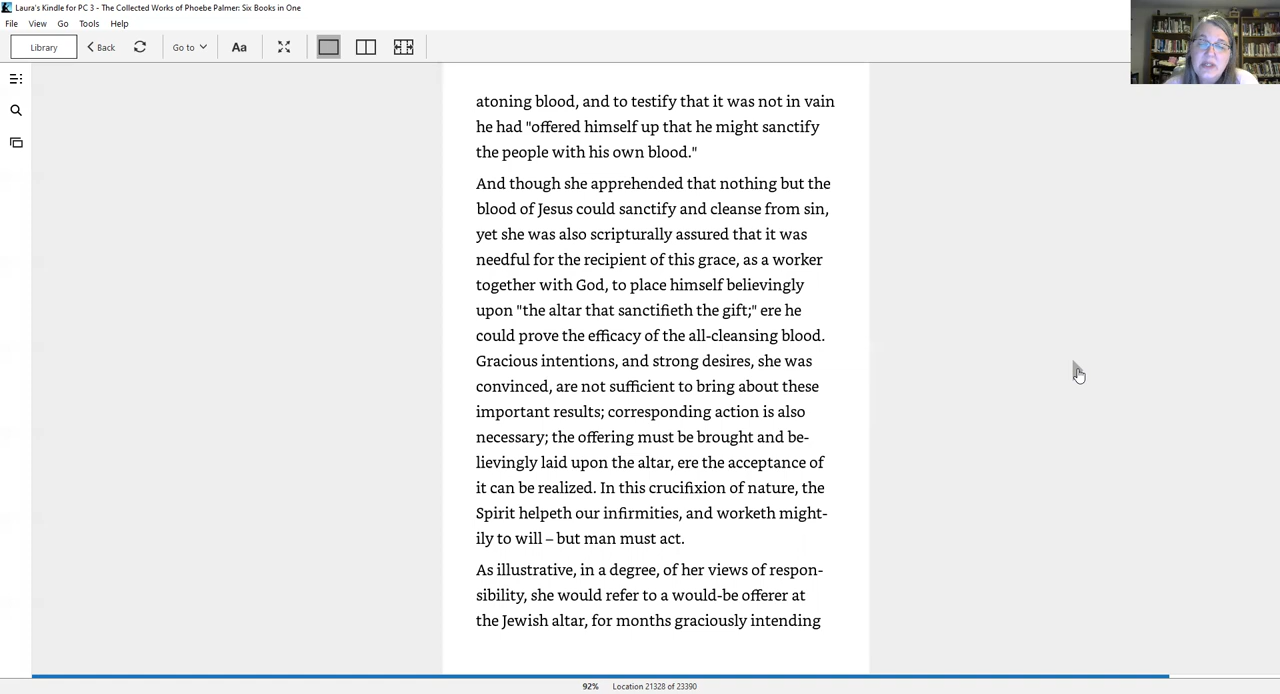 Laura's Kindle for PC 3 - The Collected Works of Phoebe Palmer: Six Books in One
File View Go Tools Help
Library Back Go to Aa
atoning blood, and to testify that it was not in vain
he had "offered himself up that he might sanctify
the people with his own blood."
And though she apprehended that nothing but the
blood of Jesus could sanctify and cleanse from sin,
yet she was also scripturally assured that it was
needful for the recipient of this grace, as a worker
together with God, to place himself believingly
upon "the altar that sanctifieth the gift;" ere he
could prove the efficacy of the all-cleansing blood.
Gracious intentions, and strong desires, she was
convinced, are not sufficient to bring about these
important results; corresponding action is also
necessary; the offering must be brought and be-
lievingly laid upon the altar, ere the acceptance of
it can be realized. In this crucifixion of nature, the
Spirit helpeth our infirmities, and worketh might-
ily to will – but man must act.
As illustrative, in a degree, of her views of respon-
sibility, she would refer to a would-be offerer at
the Jewish altar, for months graciously intending
92% Location 21328 of 23390